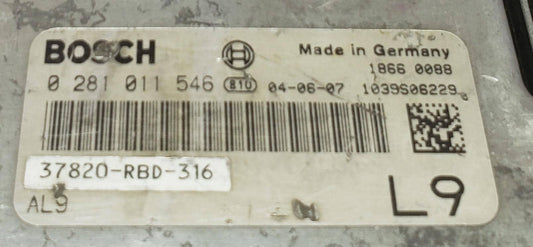 BOSCH Made in Germany
1866 0088
0 281 011 546 810 04-06-07 1039S06229
37820-RBD-316
AL9 L9